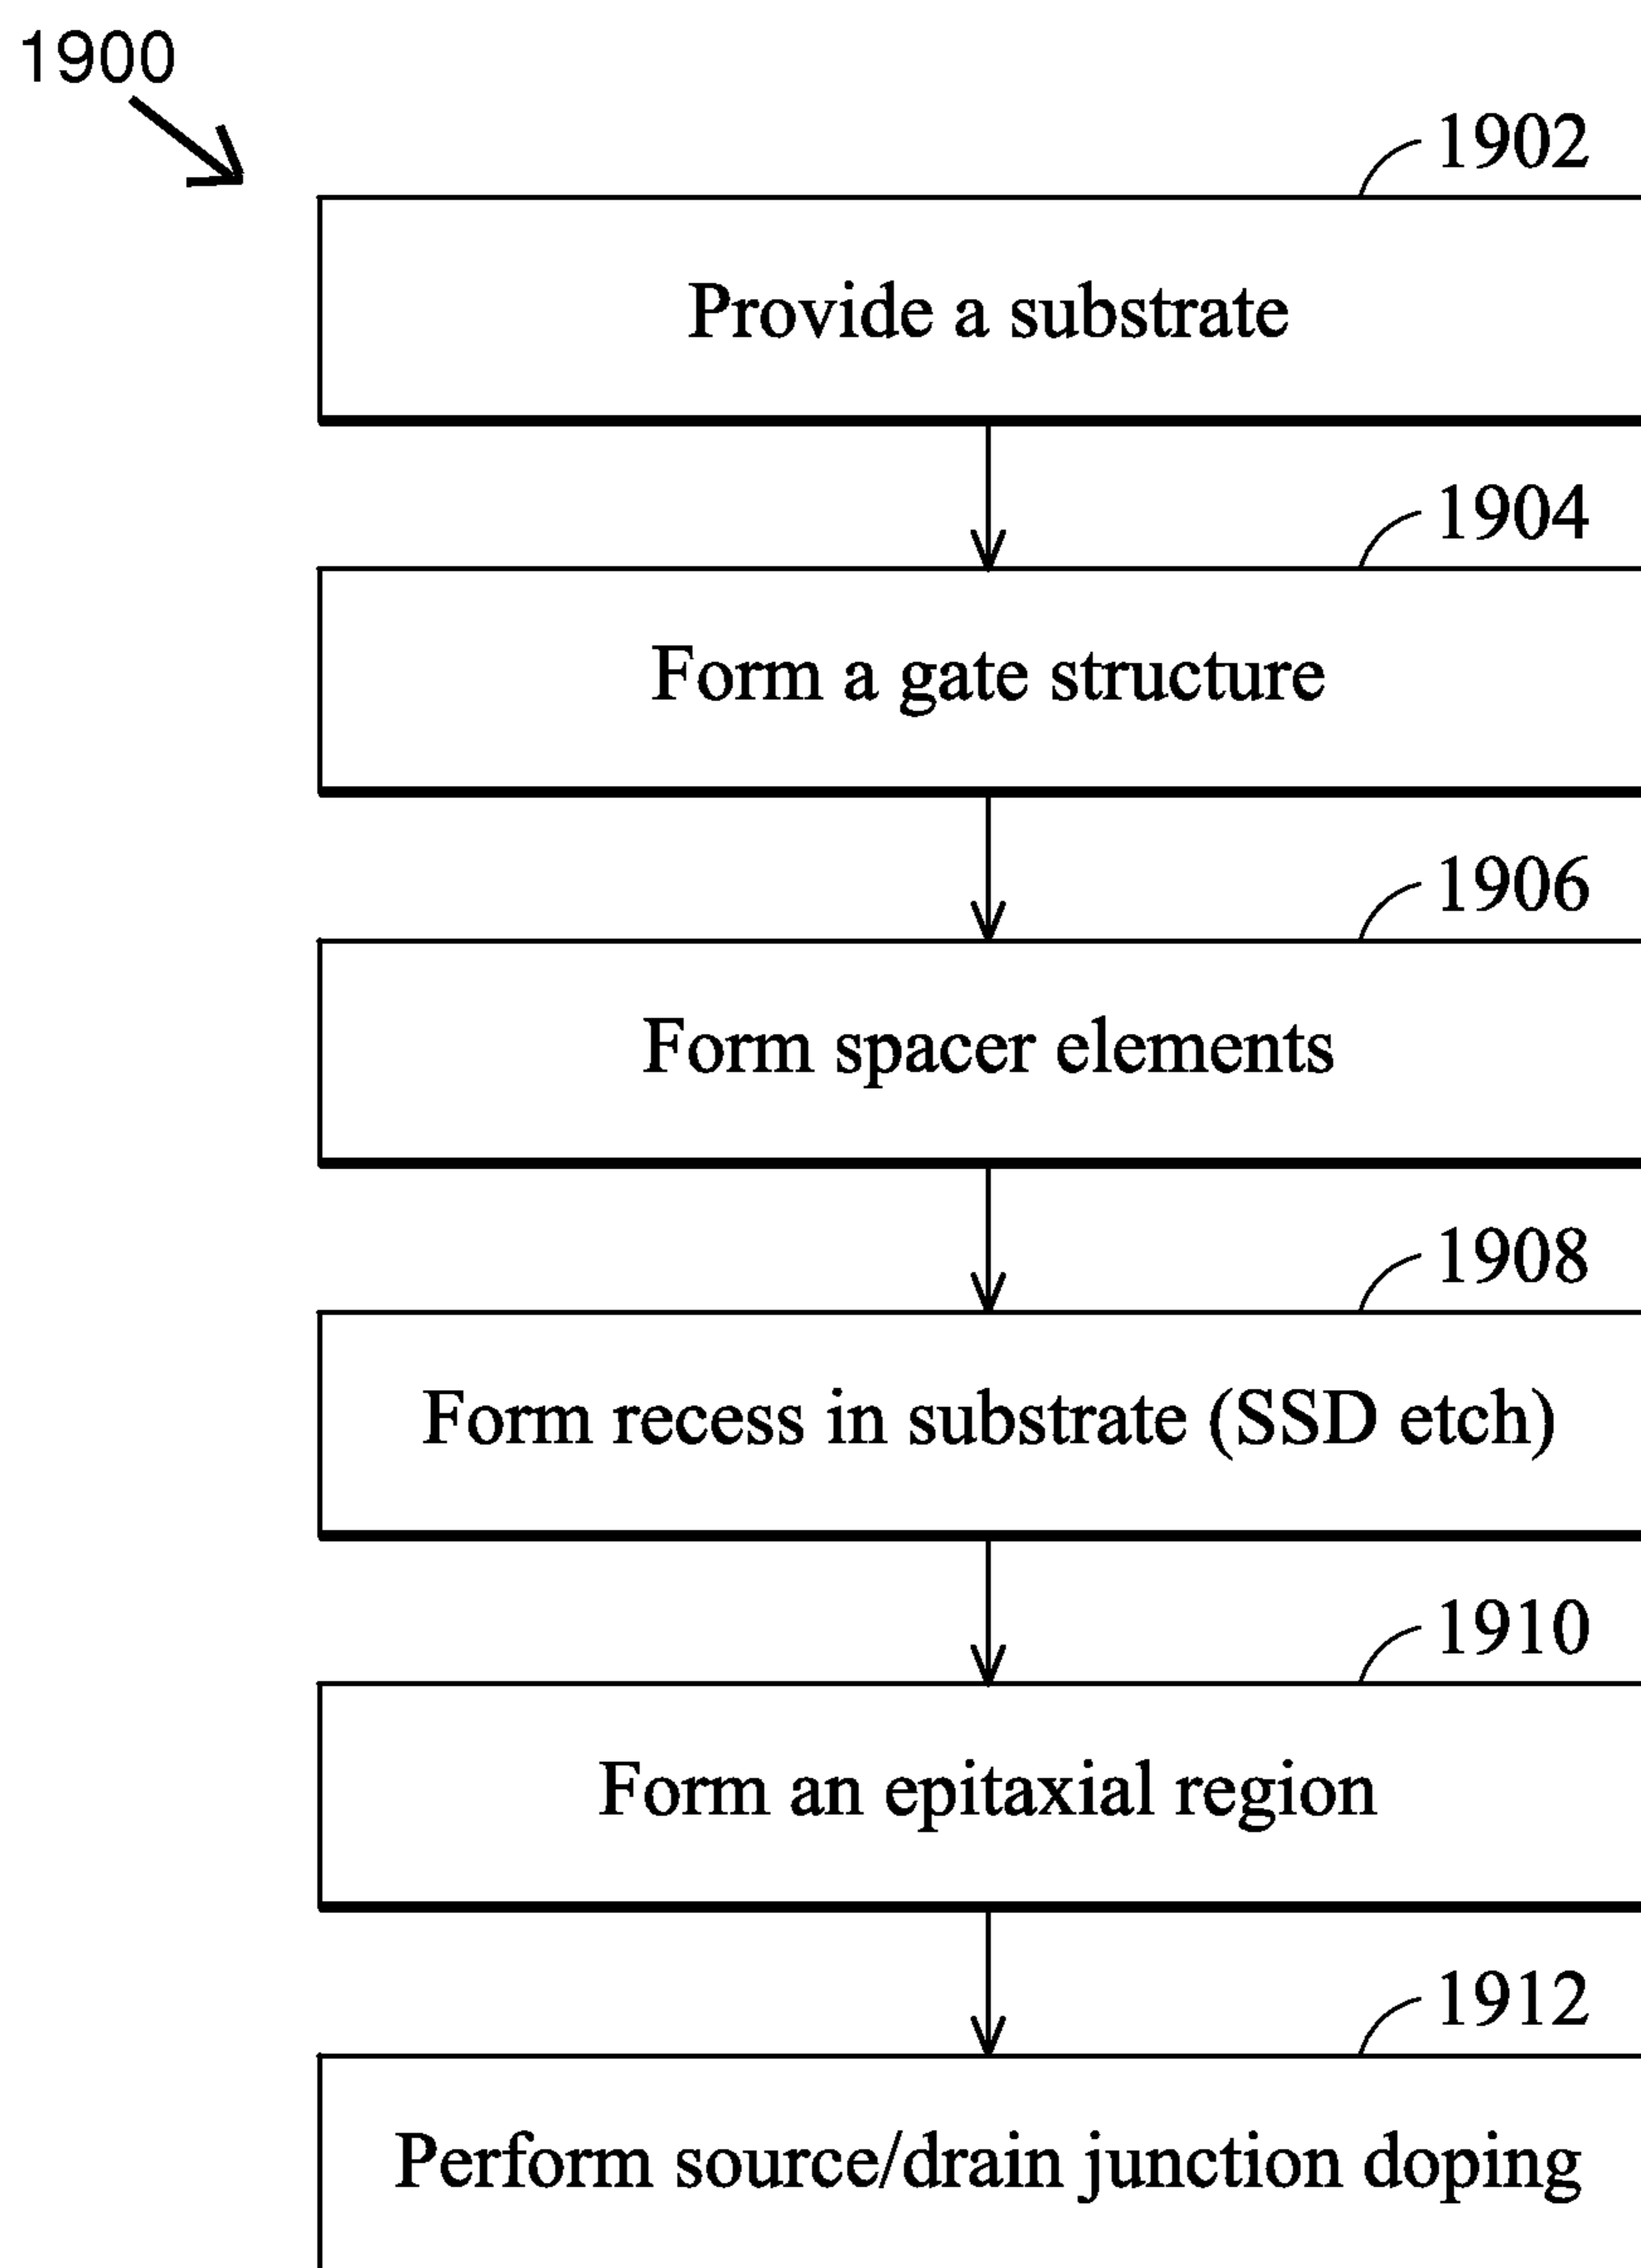 1900
1902
Provide a substrate
1904
Form a gate structure
1906
Form spacer elements
1908
Form recess in substrate (SSD etch)
1910
Form an epitaxial region
1912
Perform source/drain junction doping